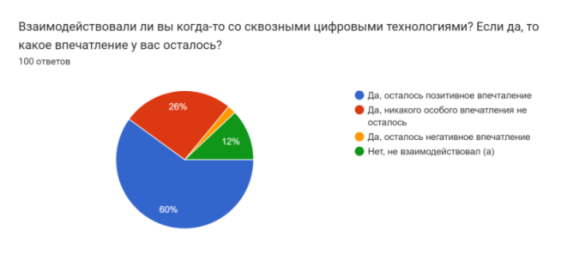 Взаимодействовали ли вы когда-то со сквозными цифровыми технологиями? Если да, то
какое впечатление у вас осталось?
100 ответов
Да, осталось позитивное впечталение
Да, никакого особого впечатления не
осталось
Да, осталось негативное впечатление
Нет, не взаимодействовал (а)
26%
12%
60%